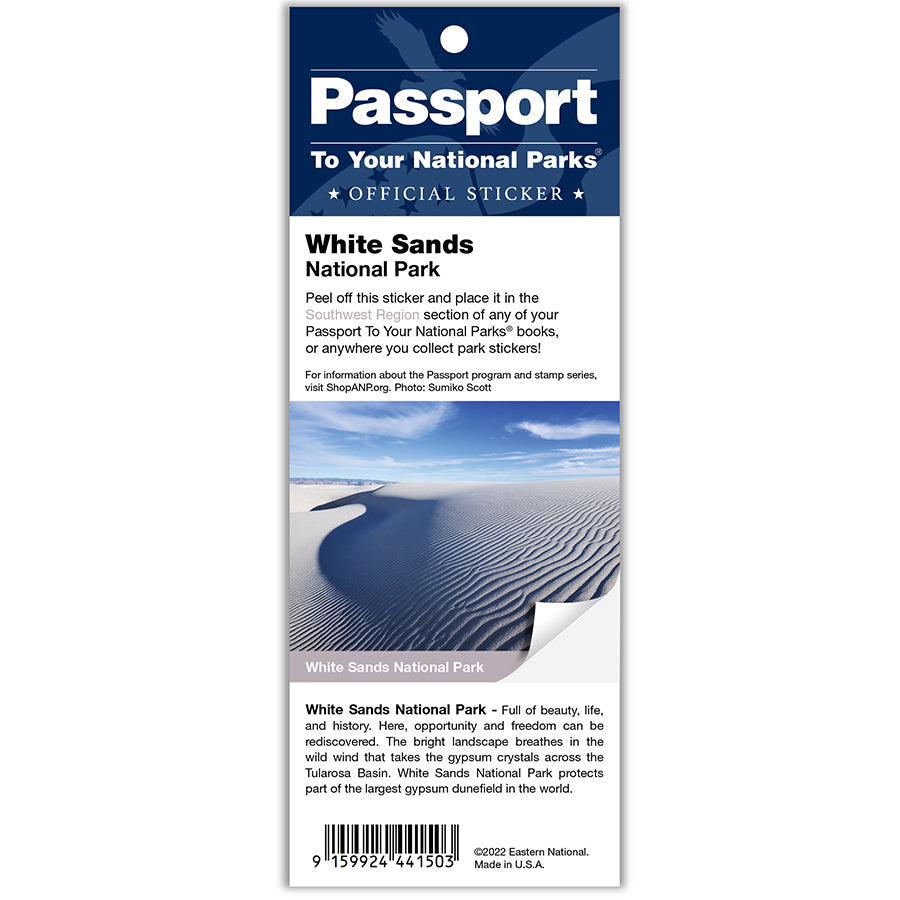 Passport
To Your National Parks®
★ OFFICIAL STICKER ★
White Sands
National Park
Peel off this sticker and place it in the
Southwest Region section of any of your
Passport To Your National Parks® books,
or anywhere you collect park stickers!
For information about the Passport program and stamp series,
visit ShopANP.org. Photo: Sumiko Scott
White Sands National Park
White Sands National Park - Full of beauty, life,
and history. Here, opportunity and freedom can be
rediscovered. The bright landscape breathes in the
wild wind that takes the gypsum crystals across the
Tularosa Basin. White Sands National Park protects
part of the largest gypsum dunefield in the world.
9 159924 441503
©2022 Eastern National.
Made in U.S.A.